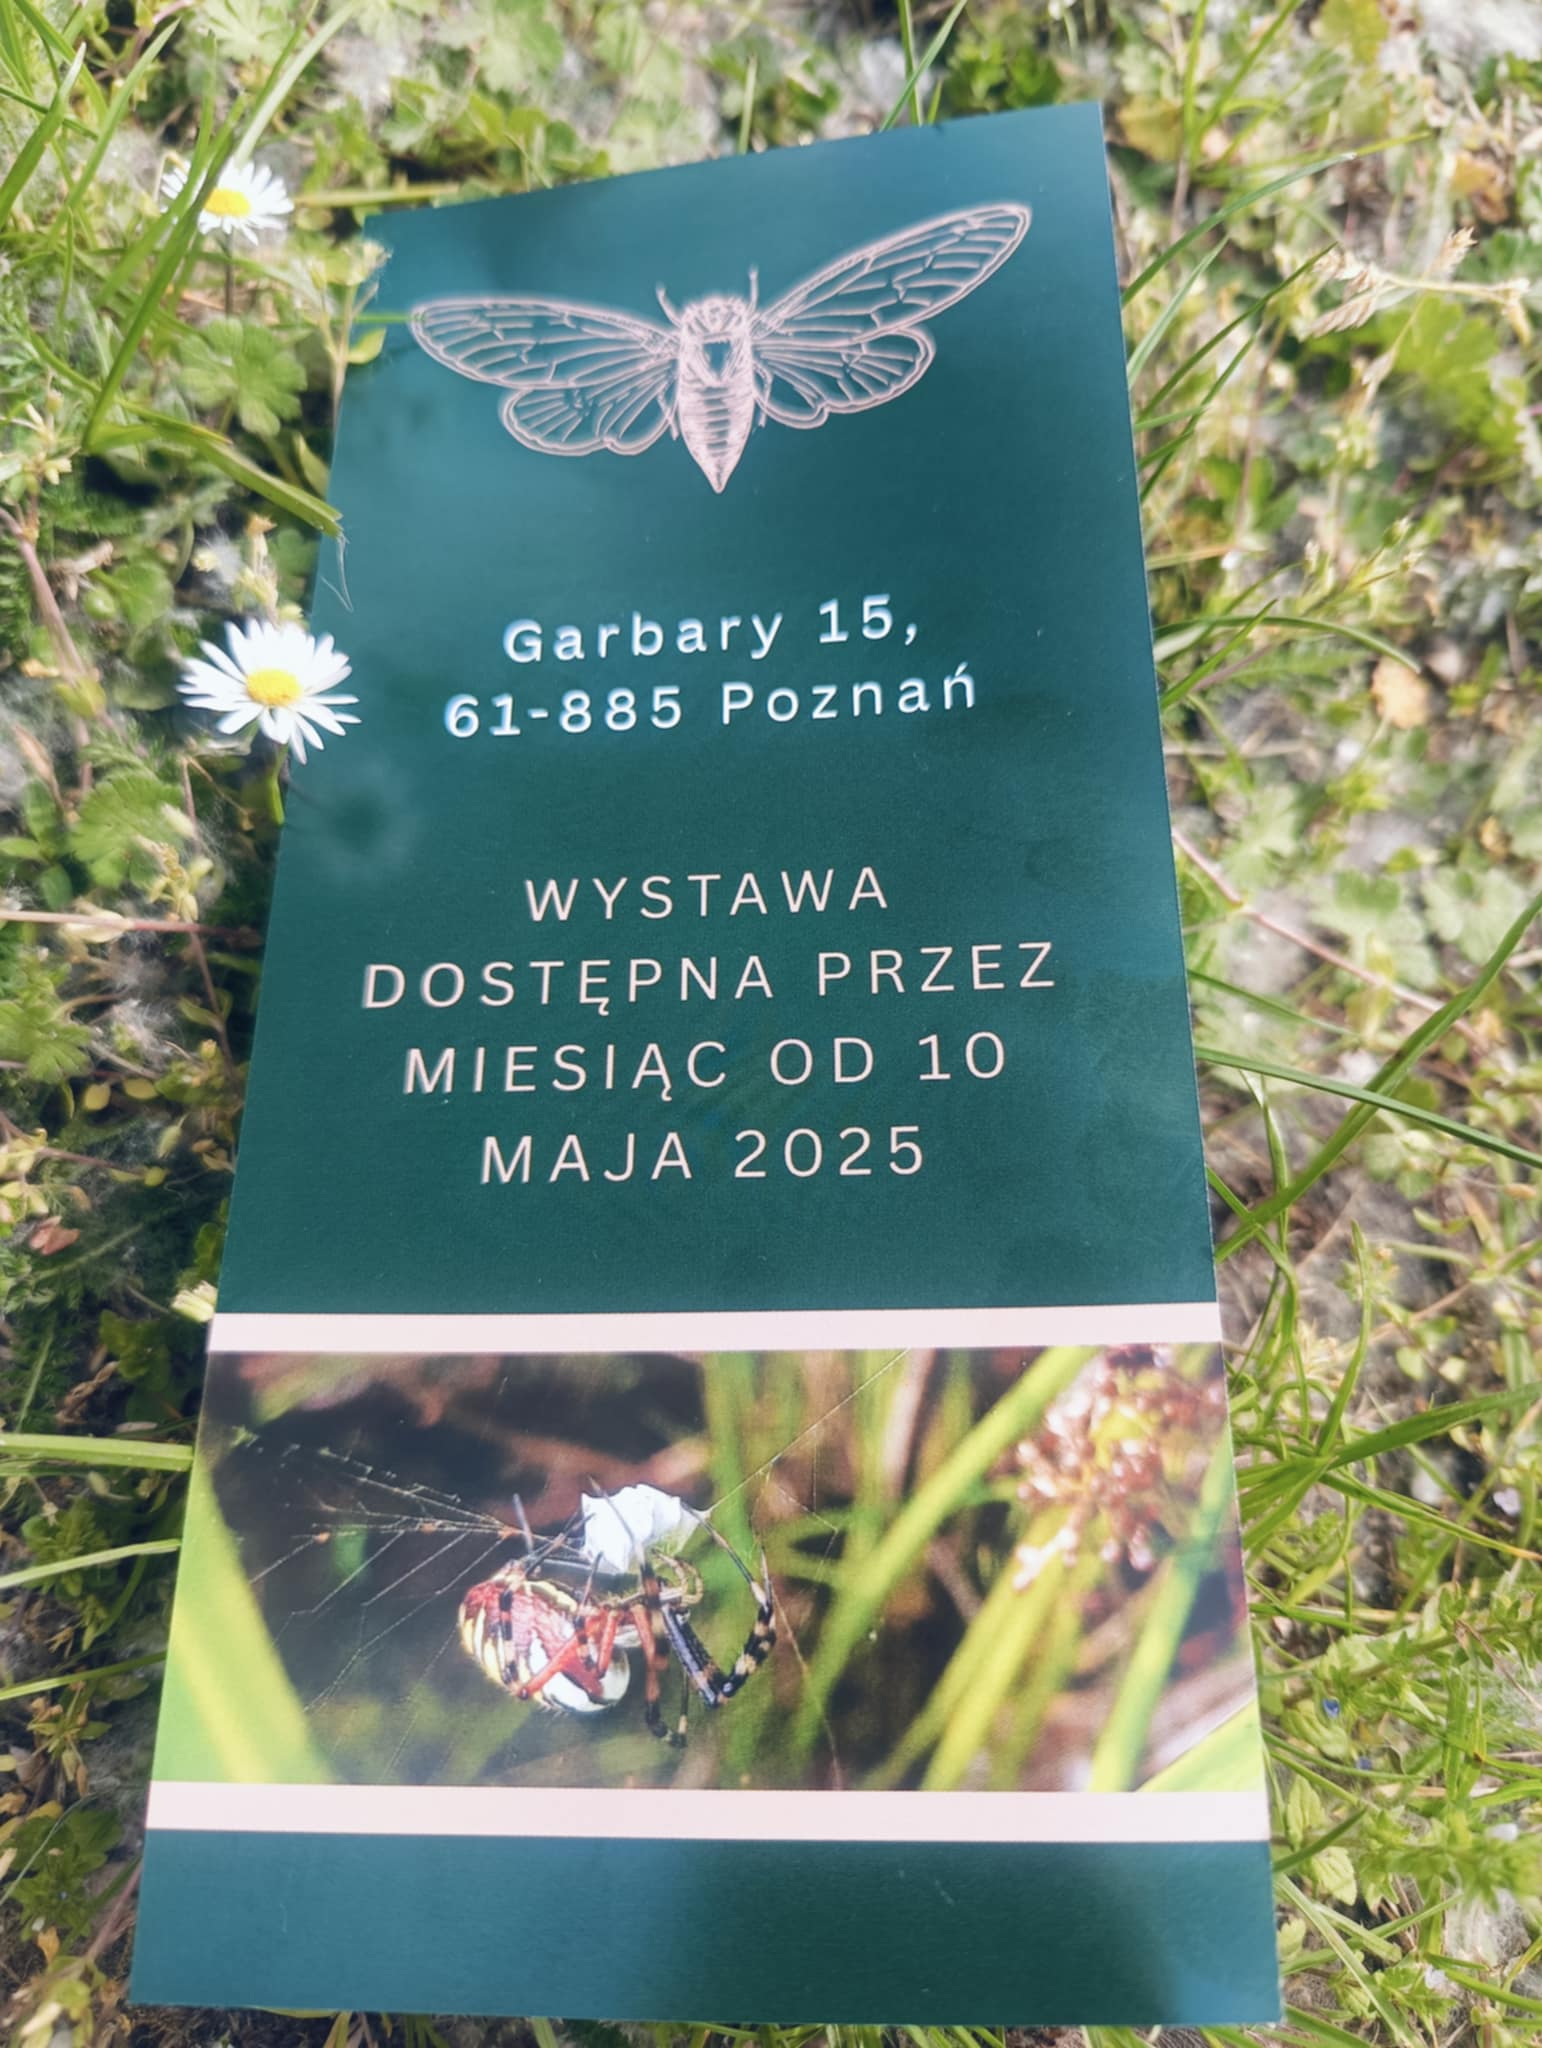 Garbary 15,
61-885 Poznań
WYSTAWA
DOSTĘPNA PRZEZ
MIESIĄC OD 10
MAJA 2025